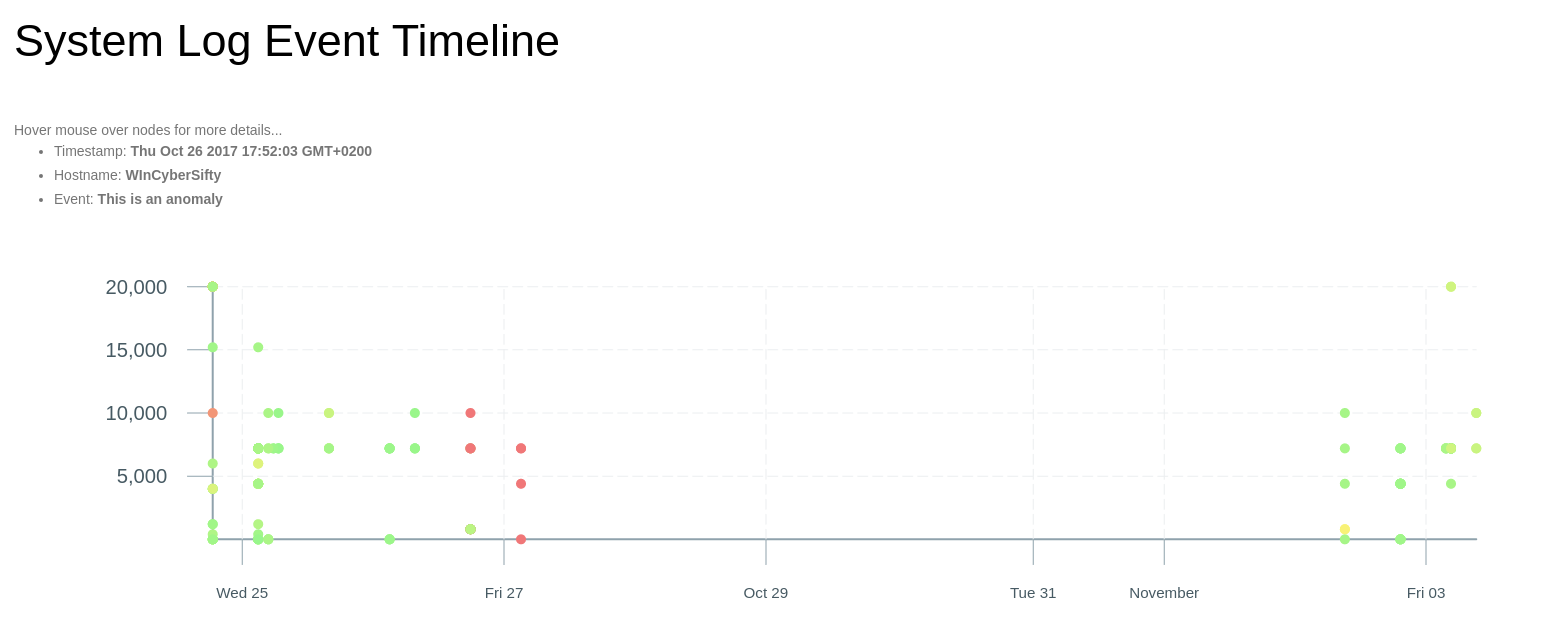 System Log Event Timeline
Hover mouse over nodes for more details...
Timestamp: Thu Oct 26 2017 17:52:03 GMT+0200
Hostname: WInCyberSifty
Event: This is an anomaly
20,000
15,000
10,000
5,000
Wed 25 Fri 27 Oct 29 Tue 31 November Fri 03